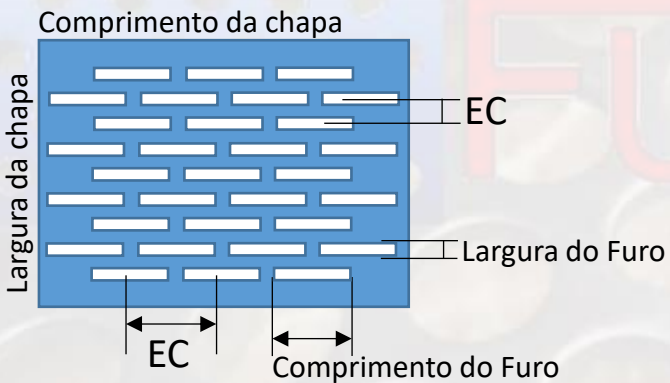 Comprimento da chapa
Largura da chapa
EC
Largura do Furo
EC
Comprimento do Furo